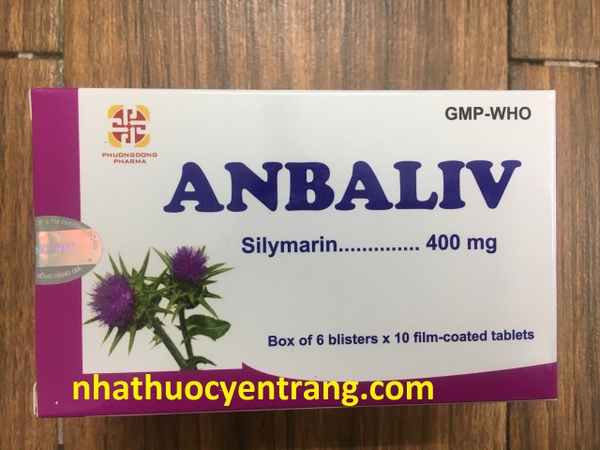 GMP-WHO
PHUONGDONG
PHARMA
ANBALIV
Silymarin.............. 400 mg
Box of 6 blisters x 10 film-coated tablets
nhathuocyentrang.com